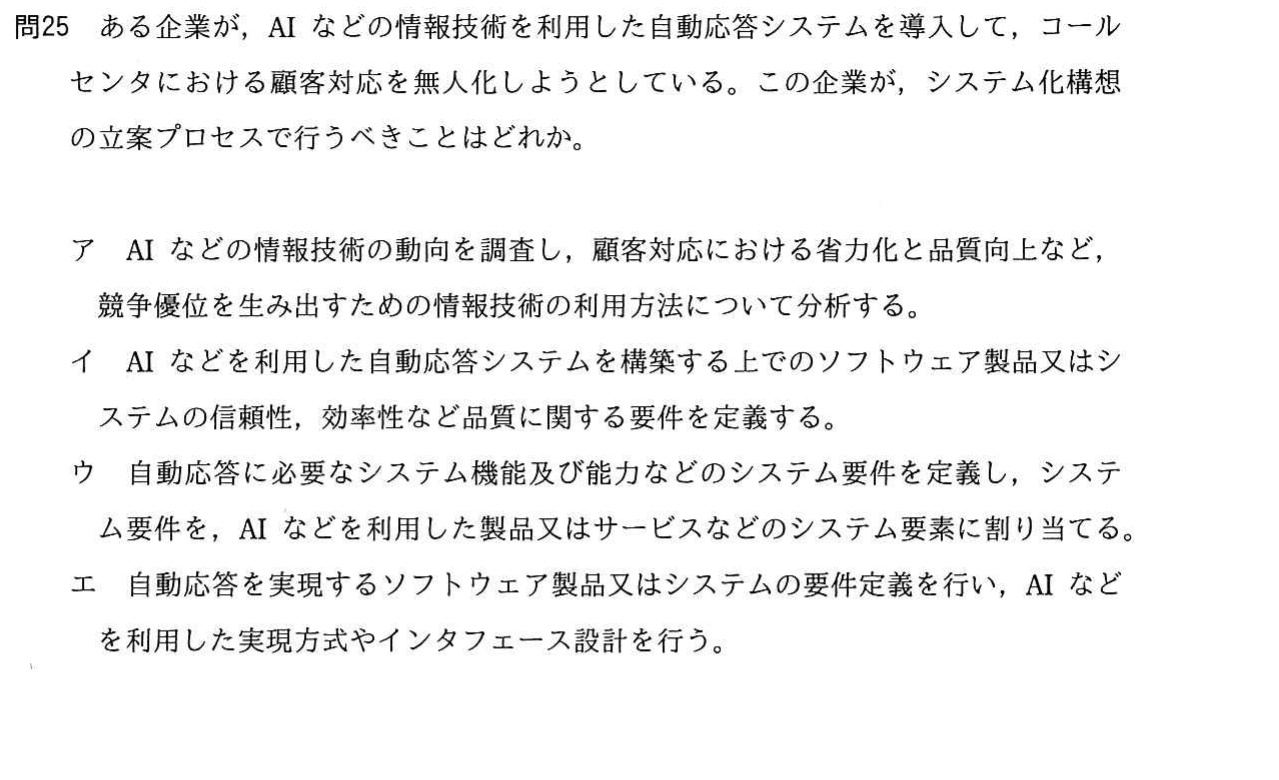 問25 ある企業が，AI などの情報技術を利用した自動応答システムを導入して，コール
センタにおける顧客対応を無人化しようとしている。この企業が，システム化構想
の立案プロセスで行うべきことはどれか。
ア AI などの情報技術の動向を調査し，顧客対応における省力化と品質向上など，
競争優位を生み出すための情報技術の利用方法について分析する。
イ AI などを利用した自動応答システムを構築する上でのソフトウェア製品又はシ
ステムの信頼性，効率性など品質に関する要件を定義する。
ウ 自動応答に必要なシステム機能及び能力などのシステム要件を定義し，システ
ム要件を，AI などを利用した製品又はサービスなどのシステム要素に割り当てる。
エ 自動応答を実現するソフトウェア製品又はシステムの要件定義を行い，AI など
を利用した実現方式やインタフェース設計を行う。